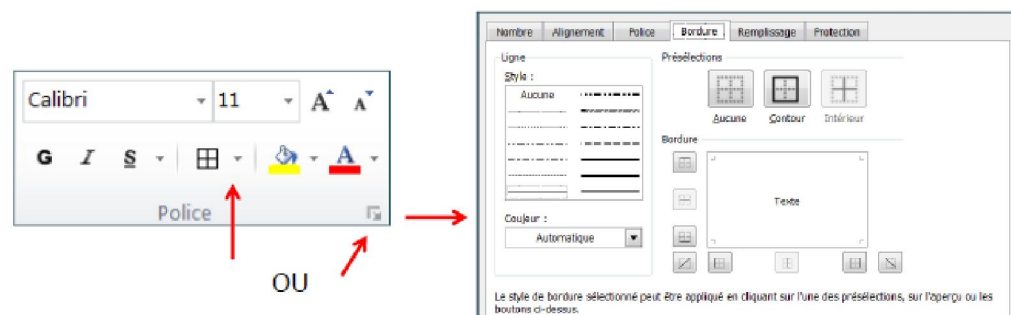 Calibri
11
A
A
G I S
A
Police
OU
Nombre Alignement Police Bordure Remplissage Protection
Ligne
Style :
Aucune
Couleur :
Automatique
Présélections
Aucune Contour Intérieur
Bordure
Texte
Le style de bordure sélectionné peut être appliqué en cliquant sur l'une des présélections, sur l'aperçu ou les
boutons ci-dessus.